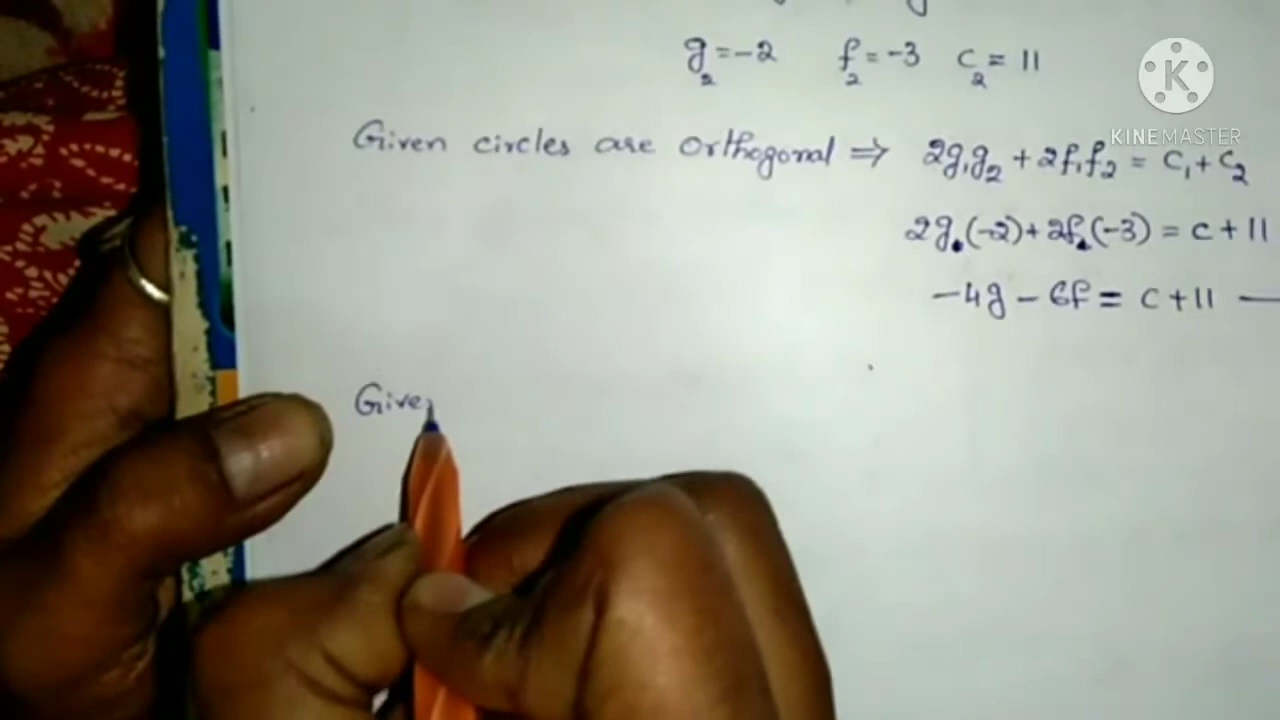 g₂ = -2 f₂ = -3 c₂ = 11
Given circles are orthogonal ⇒ 2g₁g₂ + 2f₁f₂ = c₁ + c₂
2g.(-2) + 2f.(-3) = c + 11
-4g - 6f = c + 11 —
Give
K
KINEMASTER